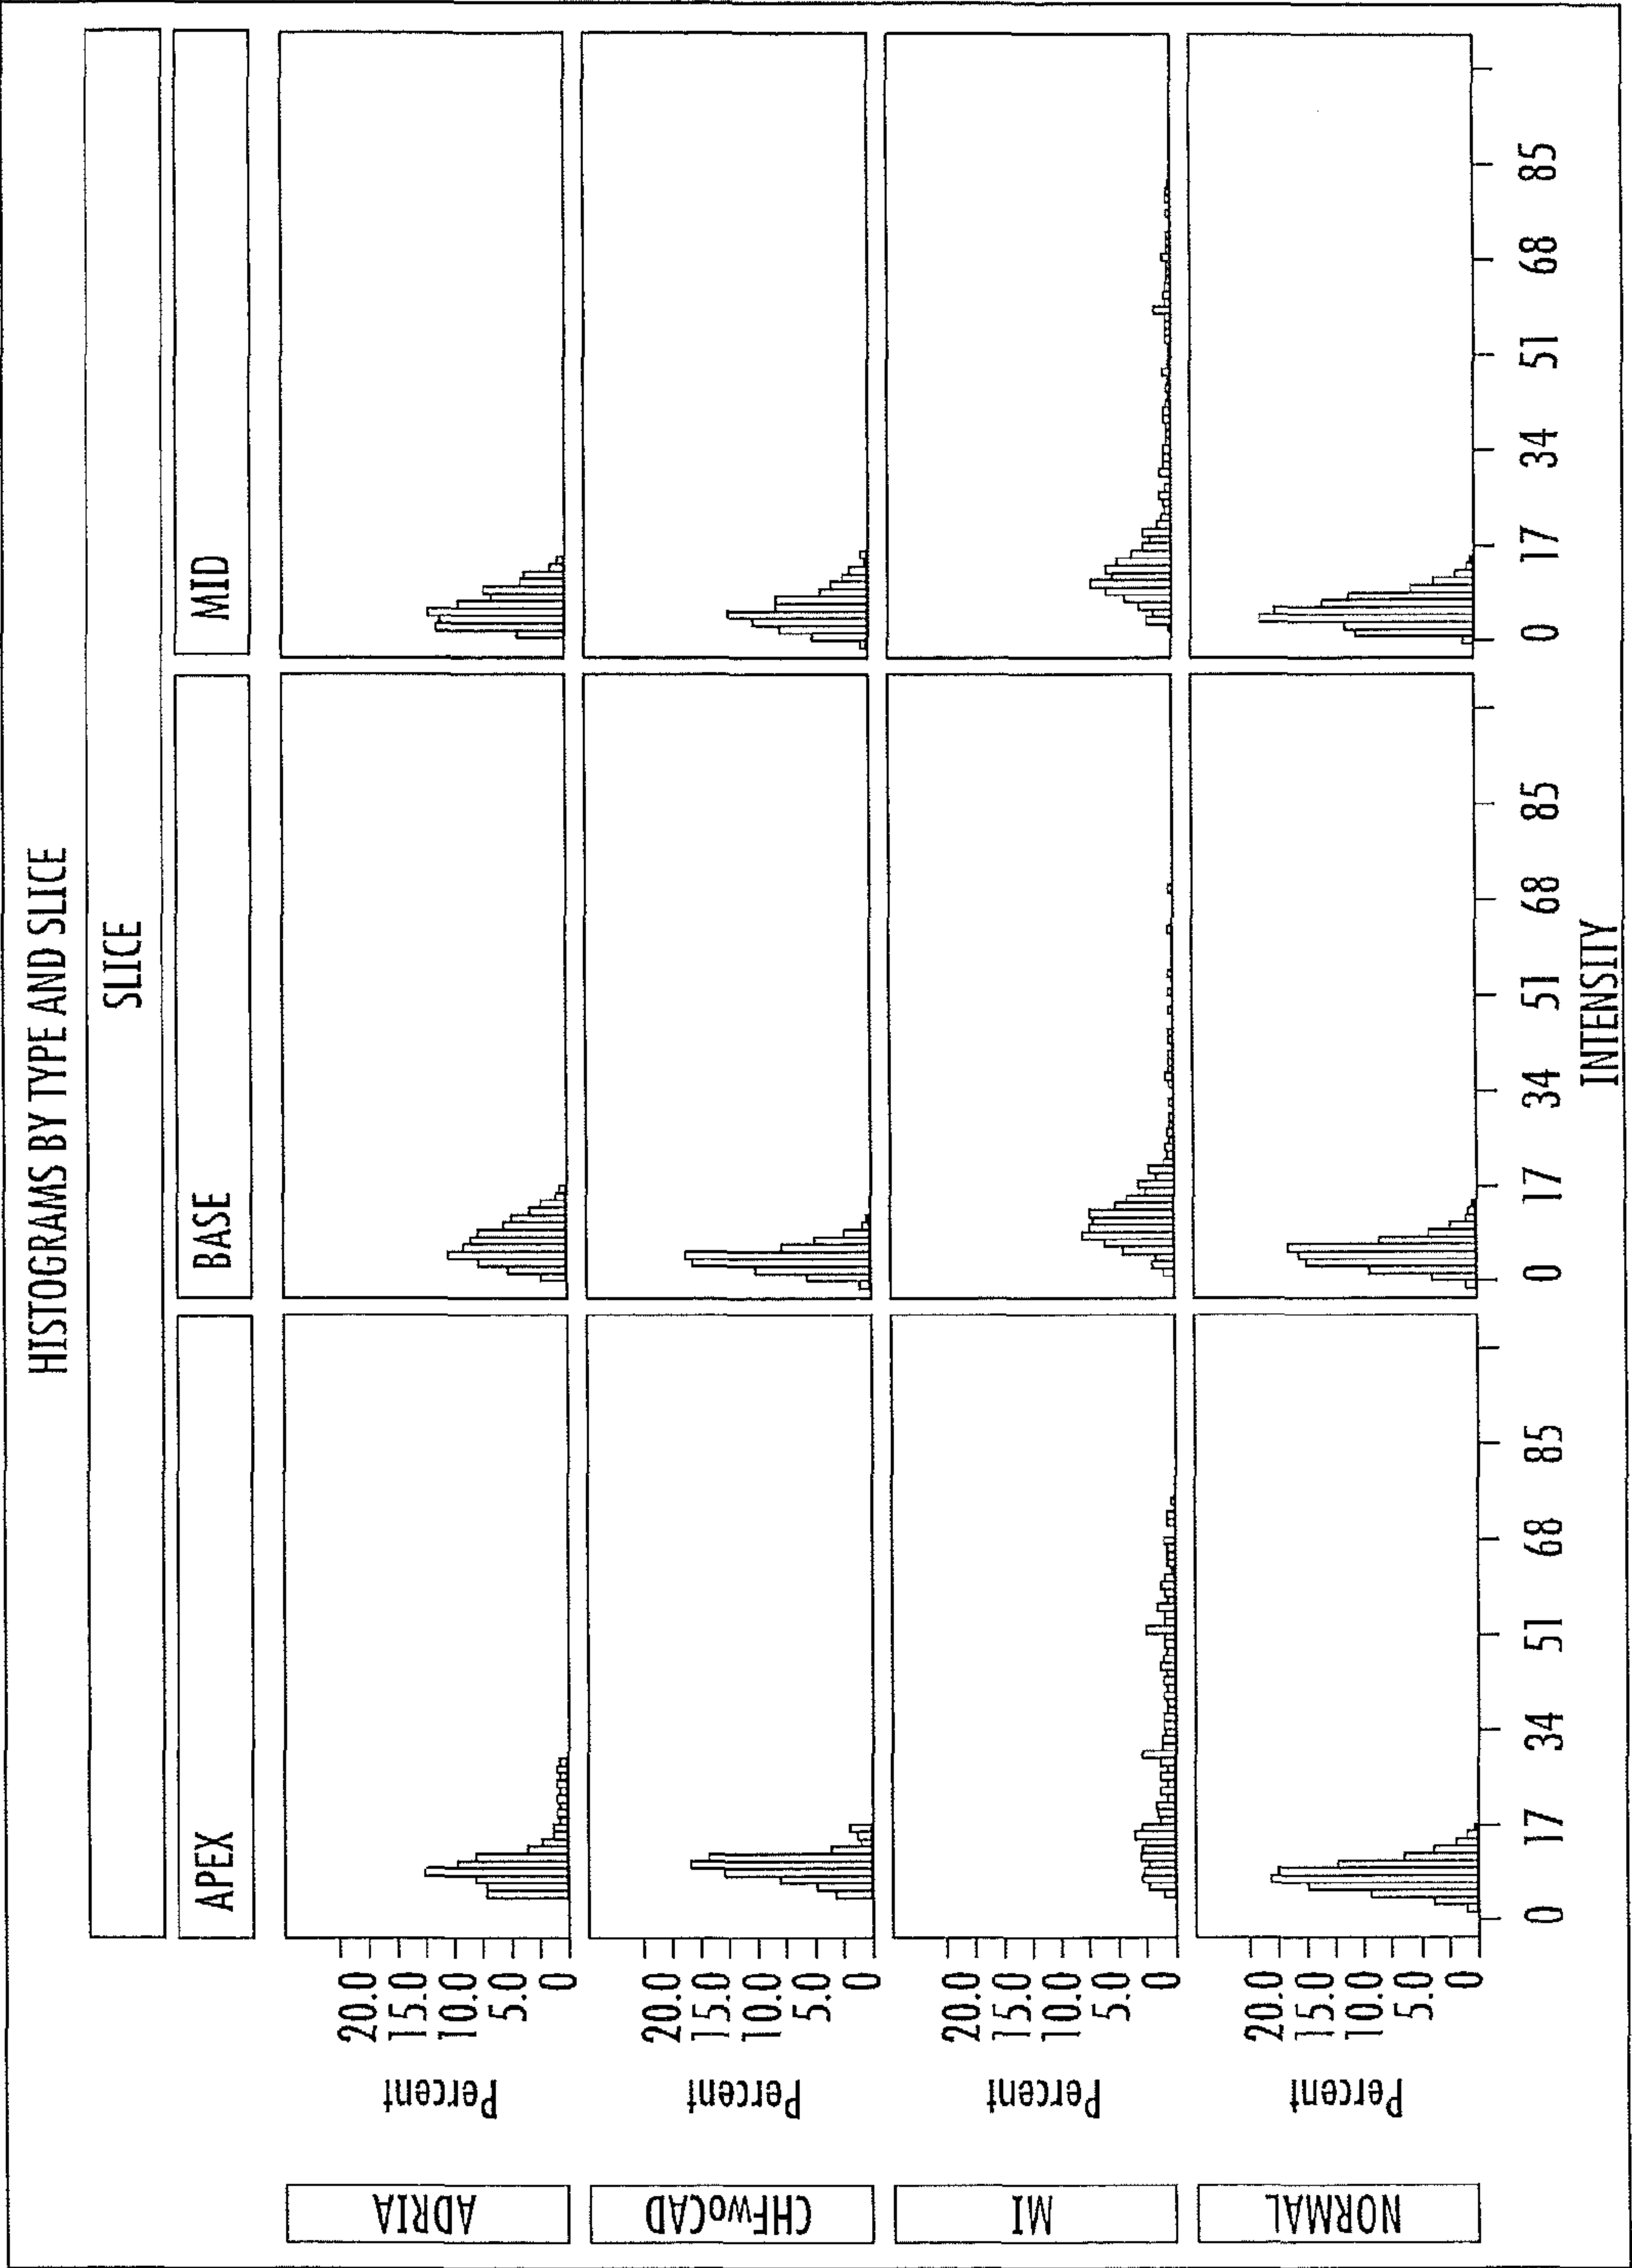 HISTOGRAMS BY TYPE AND SLICE
SLICE
APEX
BASE
MID
ADRIA
Percent
20.0
15.0
10.0
5.0
0
CHFwoCAD
Percent
20.0
15.0
10.0
5.0
0
MI
Percent
20.0
15.0
10.0
5.0
0
NORMAL
Percent
20.0
15.0
10.0
5.0
0
0 17 34 51 68 85
0 17 34 51 68 85
0 17 34 51 68 85
INTENSITY